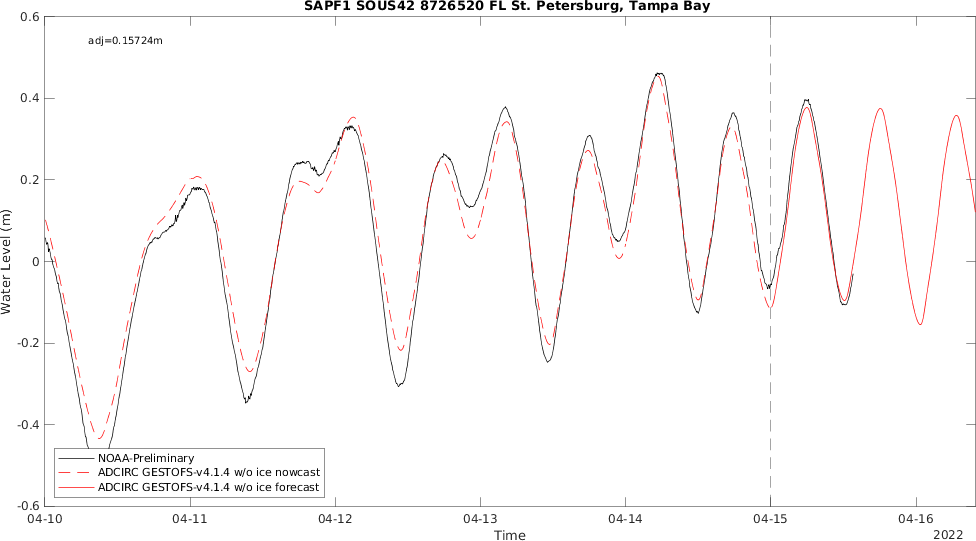 SAPF1 SOUS42 8726520 FL St. Petersburg, Tampa Bay
adj=0.15724m
Water Level (m)
0.6
0.4
0.2
0
-0.2
-0.4
-0.6
NOAA-Preliminary
ADCIRC GESTOFS-v4.1.4 w/o ice nowcast
ADCIRC GESTOFS-v4.1.4 w/o ice forecast
04-10 04-11 04-12 04-13 04-14 04-15 04-16
Time
2022